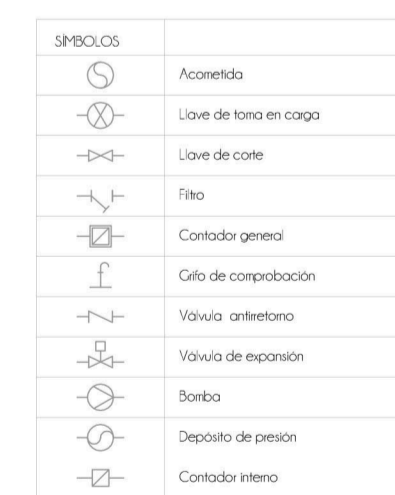 SÍMBOLOS
Acometida
Llave de toma en carga
Llave de corte
Filtro
Contador general
Grifo de comprobación
Válvula antirretorno
Válvula de expansión
Bomba
Depósito de presión
Contador interno